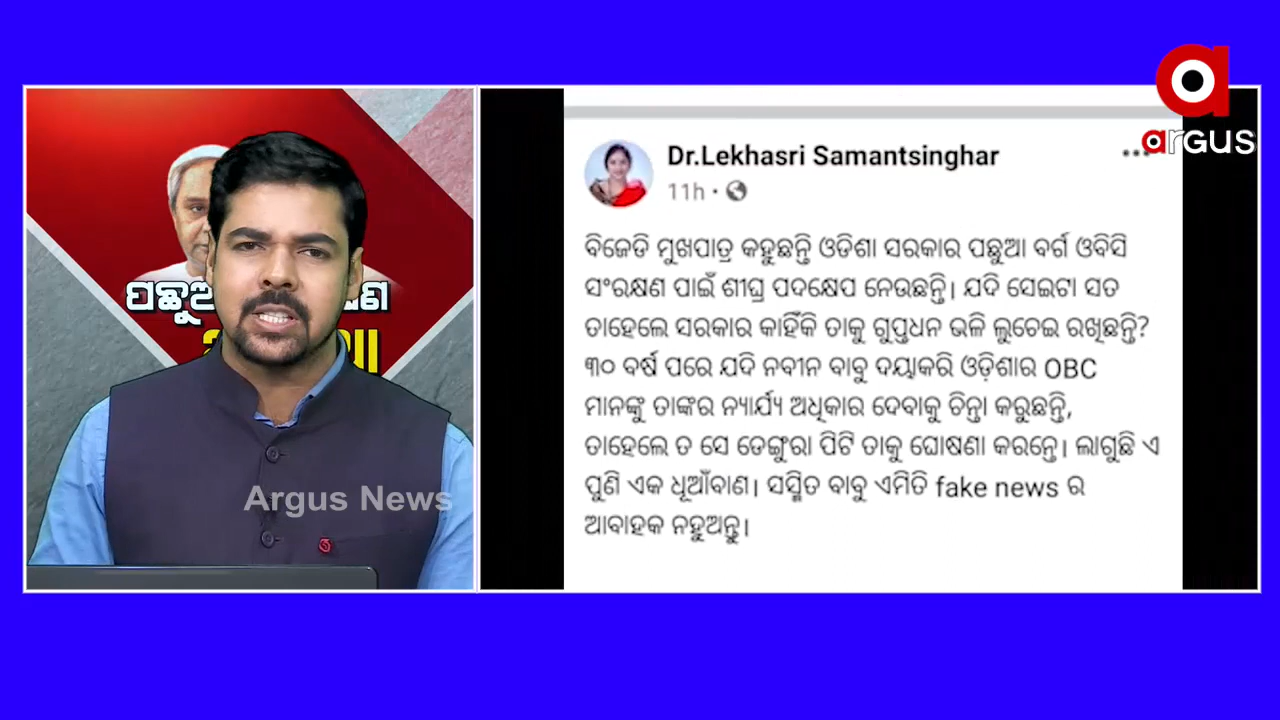 argus
ପଛୁଆ
Argus News
Dr.Lekhasri Samantsinghar
11h
ବିଜେଡି ମୁଖପାତ୍ର କହୁଛନ୍ତି ଓଡିଶା ସରକାର ପଛୁଆ ବର୍ଗ ଓବିସି
ସଂରକ୍ଷଣ ପାଇଁ ଶୀଘ୍ର ପଦକ୍ଷେପ ନେଉଛନ୍ତି। ଯଦି ସେଇଟା ସତ
ତାହେଲେ ସରକାର କାହିଁକି ତାକୁ ଗୁପ୍ତଧନ ଭଳି ଲୁଚେଇ ରଖିଛନ୍ତି?
୩୦ ବର୍ଷ ପରେ ଯଦି ନବୀନ ବାବୁ ଦୟାକରି ଓଡ଼ିଶାର OBC
ମାନଙ୍କୁ ତାଙ୍କର ନ୍ୟାର୍ଯ୍ୟ ଅଧିକାର ଦେବାକୁ ଚିନ୍ତା କରୁଛନ୍ତି,
ତାହେଲେ ତ ସେ ଡେଙ୍ଗୁରା ପିଟି ତାକୁ ଘୋଷଣା କରନ୍ତେ। ଲାଗୁଛି ଏ
ପୁଣି ଏକ ଧୂଆଁବାଣ। ସସ୍ମିତ ବାବୁ ଏମିତି fake news ର
ଆବାହକ ନହୁଅନ୍ତୁ।